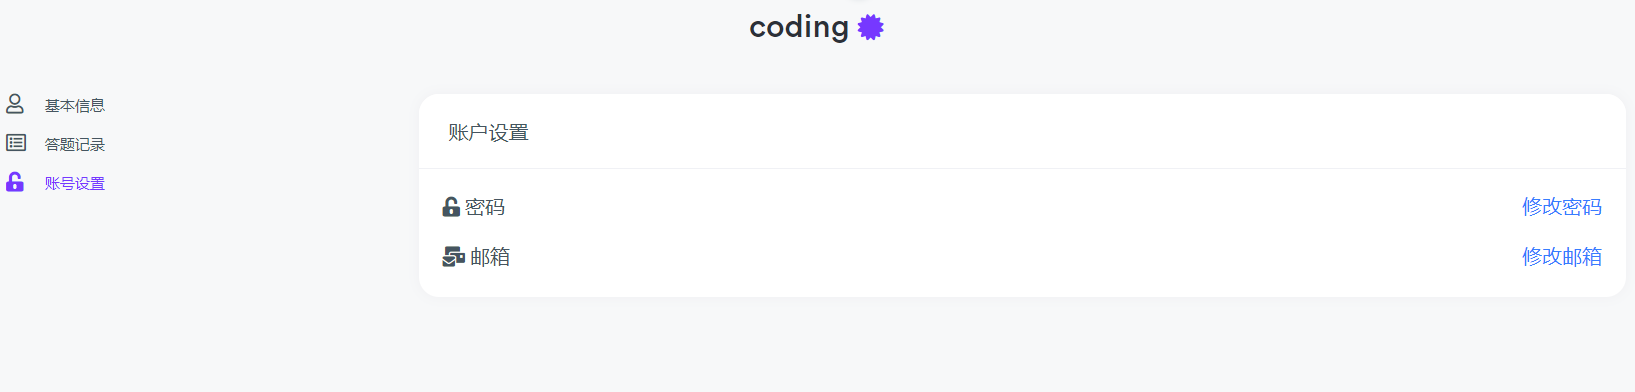 coding
基本信息
答题记录
账号设置
账户设置
密码 修改密码
邮箱 修改邮箱